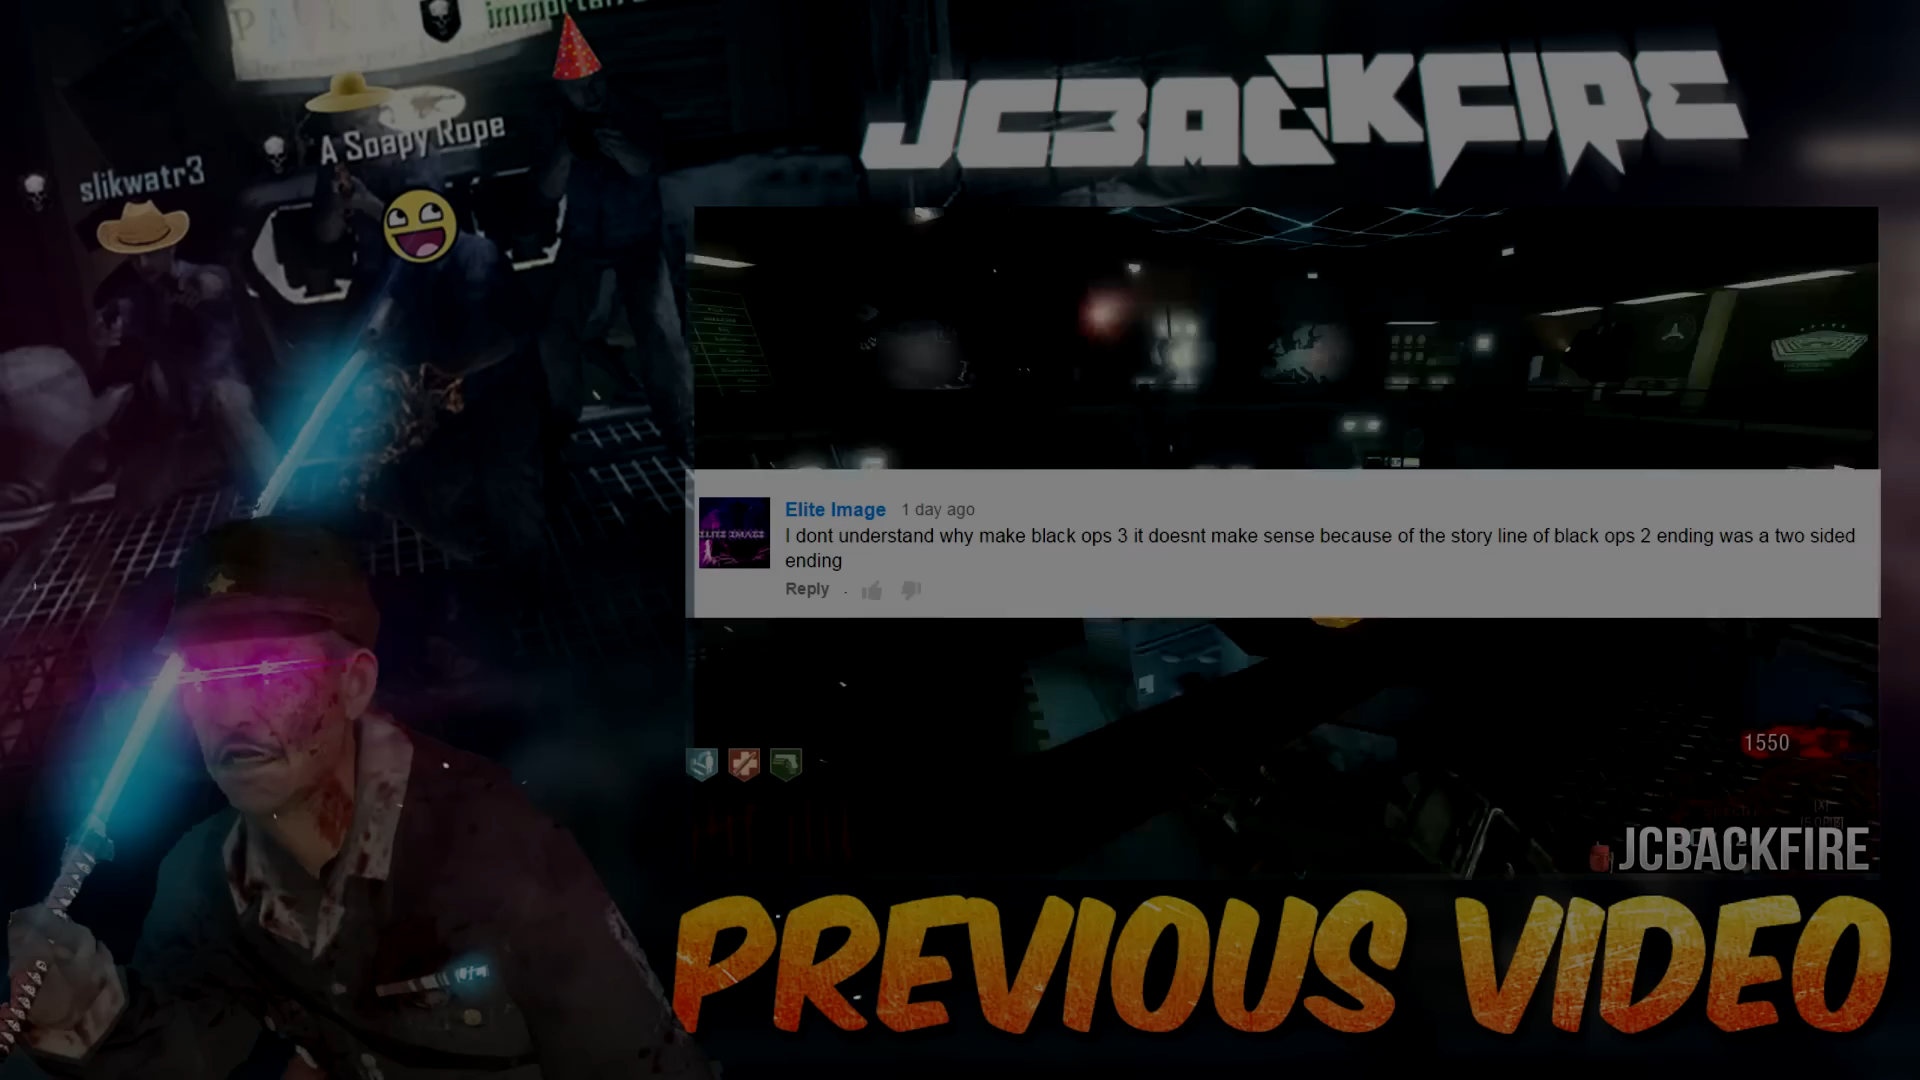 JCBACKFIRE
A Soapy Rope
slikwatr3
Elite Image 1 day ago
I dont understand why make black ops 3 it doesnt make sense because of the story line of black ops 2 ending was a two sided
ending
Reply .
1550
JCBACKFIRE
PREVIOUS VIDEO